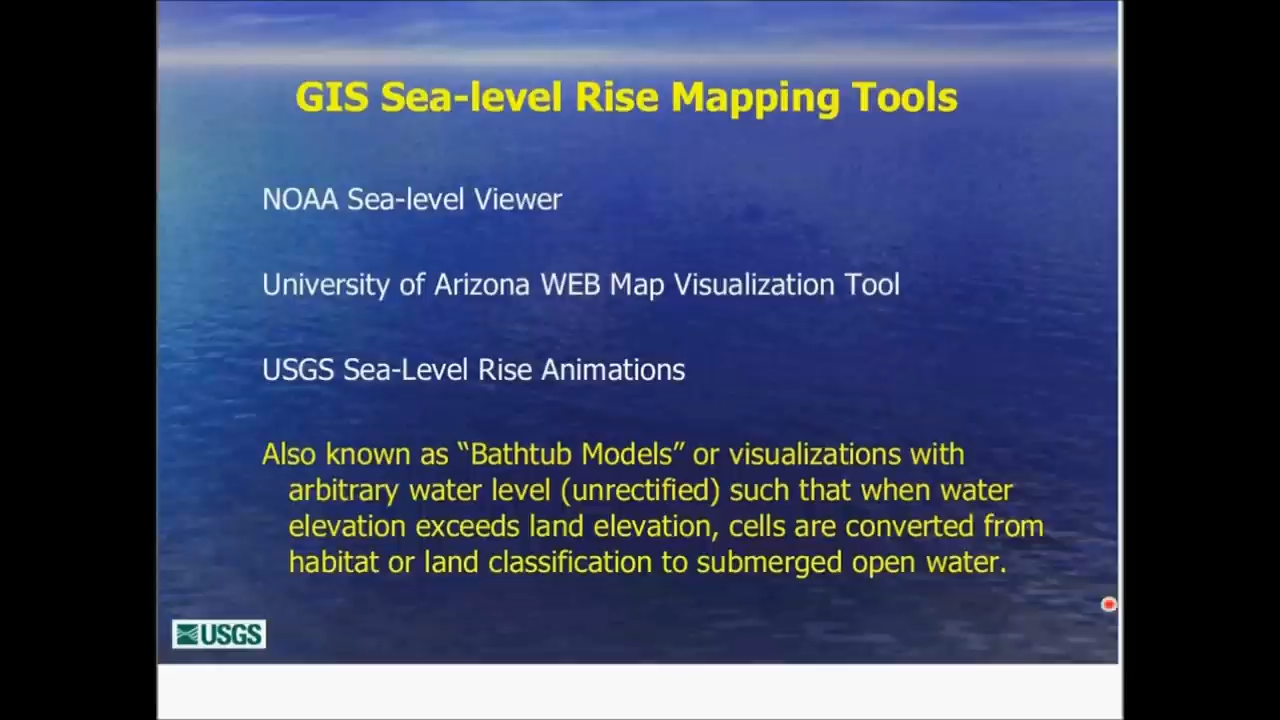 GIS Sea-level Rise Mapping Tools
NOAA Sea-level Viewer
University of Arizona WEB Map Visualization Tool
USGS Sea-Level Rise Animations
Also known as “Bathtub Models” or visualizations with
arbitrary water level (unrectified) such that when water
elevation exceeds land elevation, cells are converted from
habitat or land classification to submerged open water.
USGS